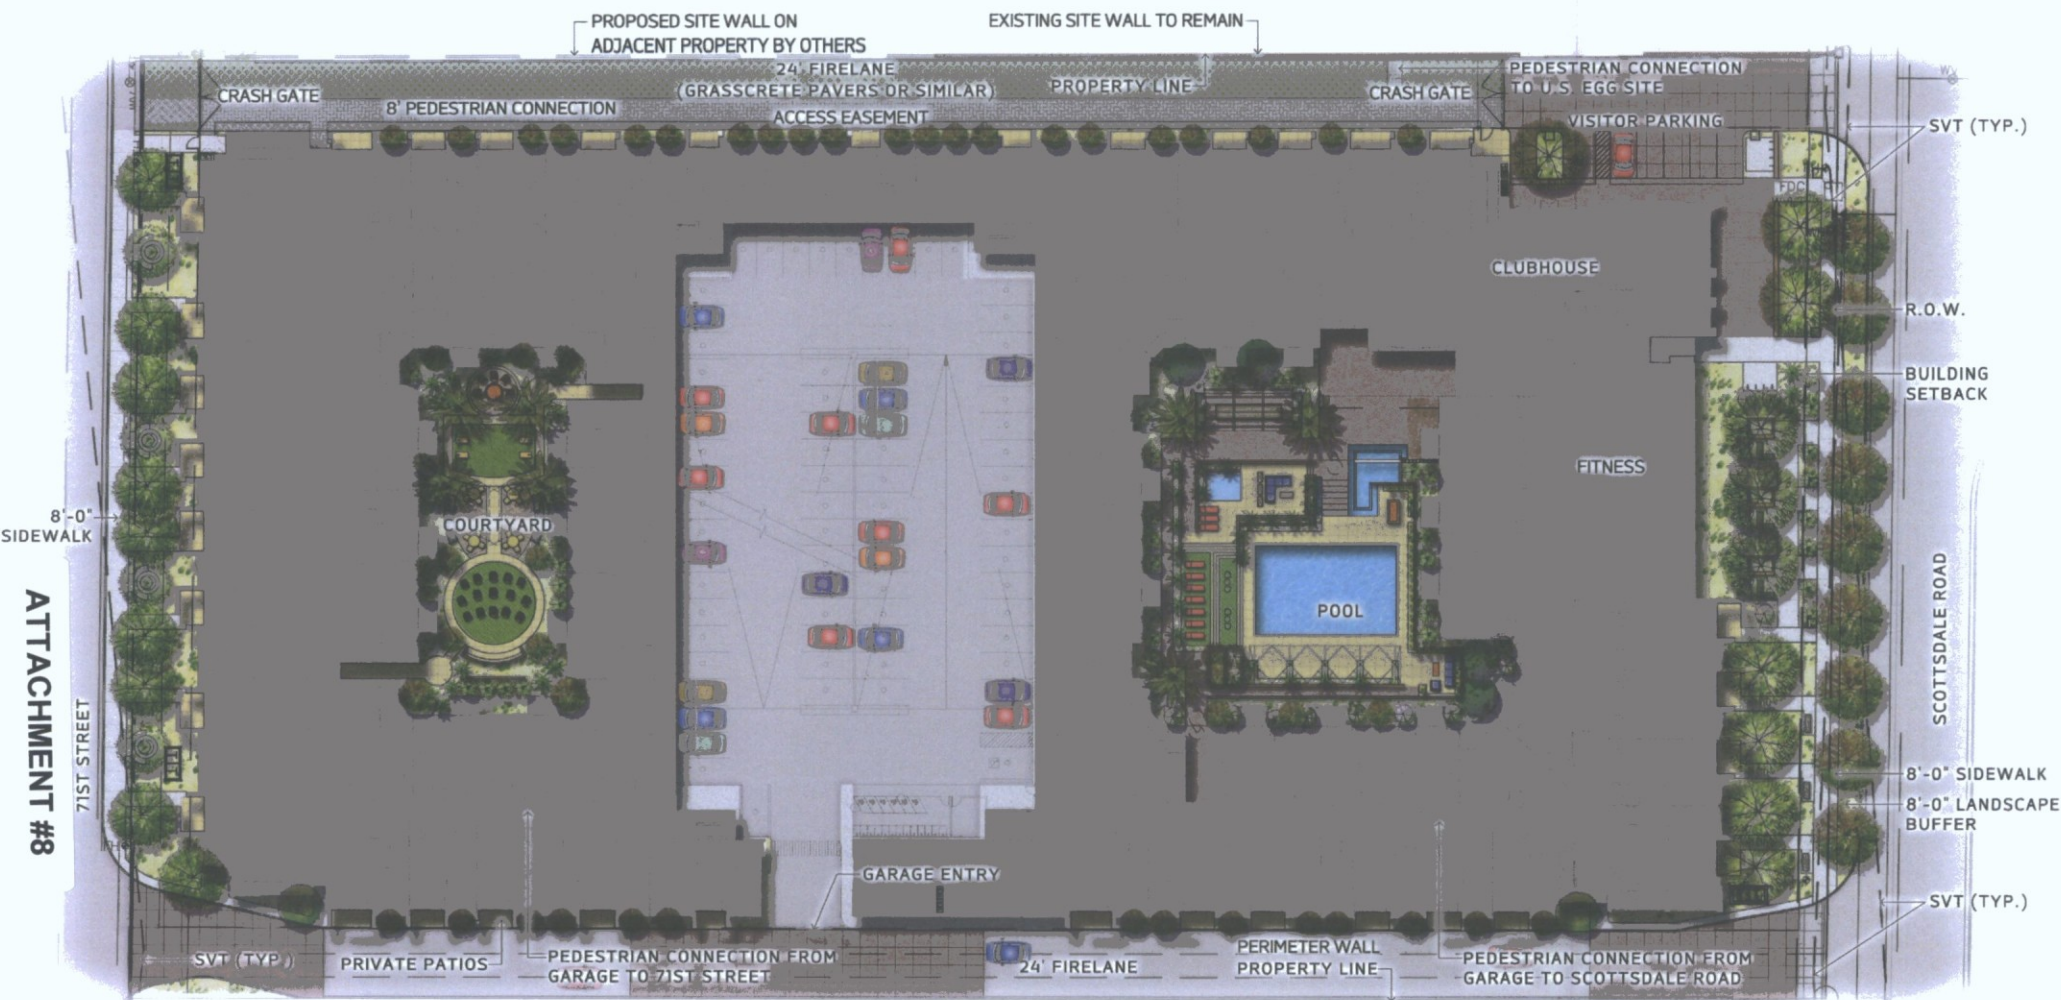 PROPOSED SITE WALL ON
ADJACENT PROPERTY BY OTHERS
EXISTING SITE WALL TO REMAIN
24' FIRELANE
(GRASSCRETE PAVERS OR SIMILAR)
PROPERTY LINE
PEDESTRIAN CONNECTION
TO U.S. EGG SITE
CRASH GATE
8' PEDESTRIAN CONNECTION
ACCESS EASEMENT
CRASH GATE
VISITOR PARKING
SVT (TYP.)
FDC
CLUBHOUSE
R.O.W.
BUILDING
SETBACK
FITNESS
8'-0"
SIDEWALK
COURTYARD
POOL
ATTACHMENT #8
71ST STREET
SCOTTSDALE ROAD
8'-0" SIDEWALK
8'-0" LANDSCAPE
BUFFER
GARAGE ENTRY
SVT (TYP.)
SVT (TYP.)
PRIVATE PATIOS
PEDESTRIAN CONNECTION FROM
GARAGE TO 71ST STREET
24' FIRELANE
PERIMETER WALL
PROPERTY LINE
PEDESTRIAN CONNECTION FROM
GARAGE TO SCOTTSDALE ROAD